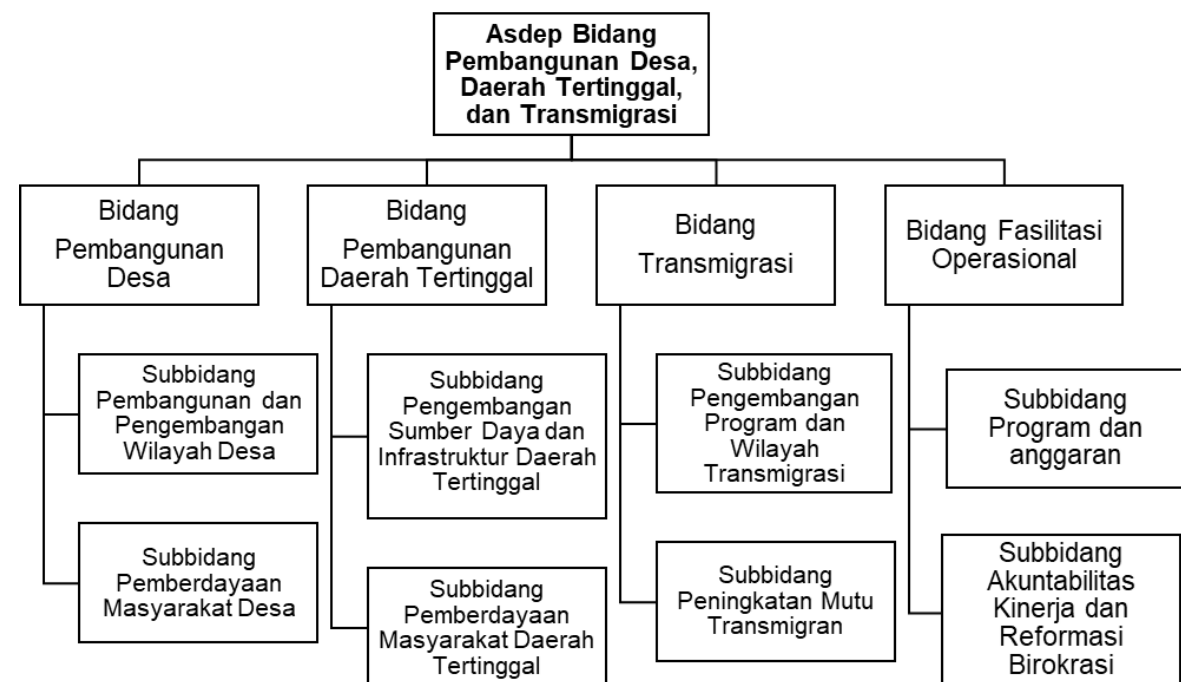 Asdep Bidang
Pembangunan Desa,
Daerah Tertinggal,
dan Transmigrasi
Bidang
Pembangunan
Desa
Bidang
Pembangunan
Daerah Tertinggal
Bidang
Transmigrasi
Bidang Fasilitasi
Operasional
Subbidang
Pembangunan dan
Pengembangan
Wilayah Desa
Subbidang
Pengembangan
Sumber Daya dan
Infrastruktur Daerah
Tertinggal
Subbidang
Pengembangan
Program dan
Wilayah
Transmigrasi
Subbidang
Program dan
anggaran
Subbidang
Pemberdayaan
Masyarakat Desa
Subbidang
Pemberdayaan
Masyarakat Daerah
Tertinggal
Subbidang
Peningkatan Mutu
Transmigran
Subbidang
Akuntabilitas
Kinerja dan
Reformasi
Birokrasi